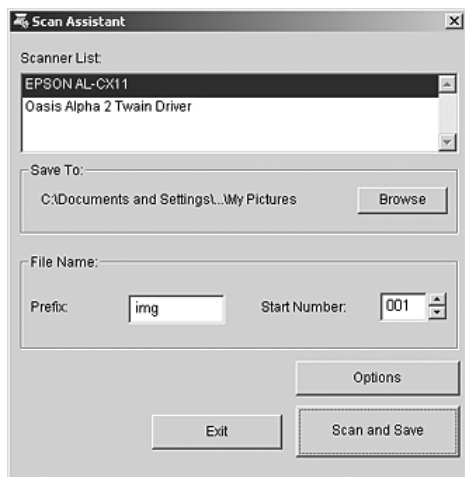 Scan Assistant
Scanner List:
EPSON AL-CX11
Oasis Alpha 2 Twain Driver
Save To:
C:\Documents and Settings\...\My Pictures
Browse
File Name:
Prefix:
img
Start Number:
001
Options
Exit
Scan and Save